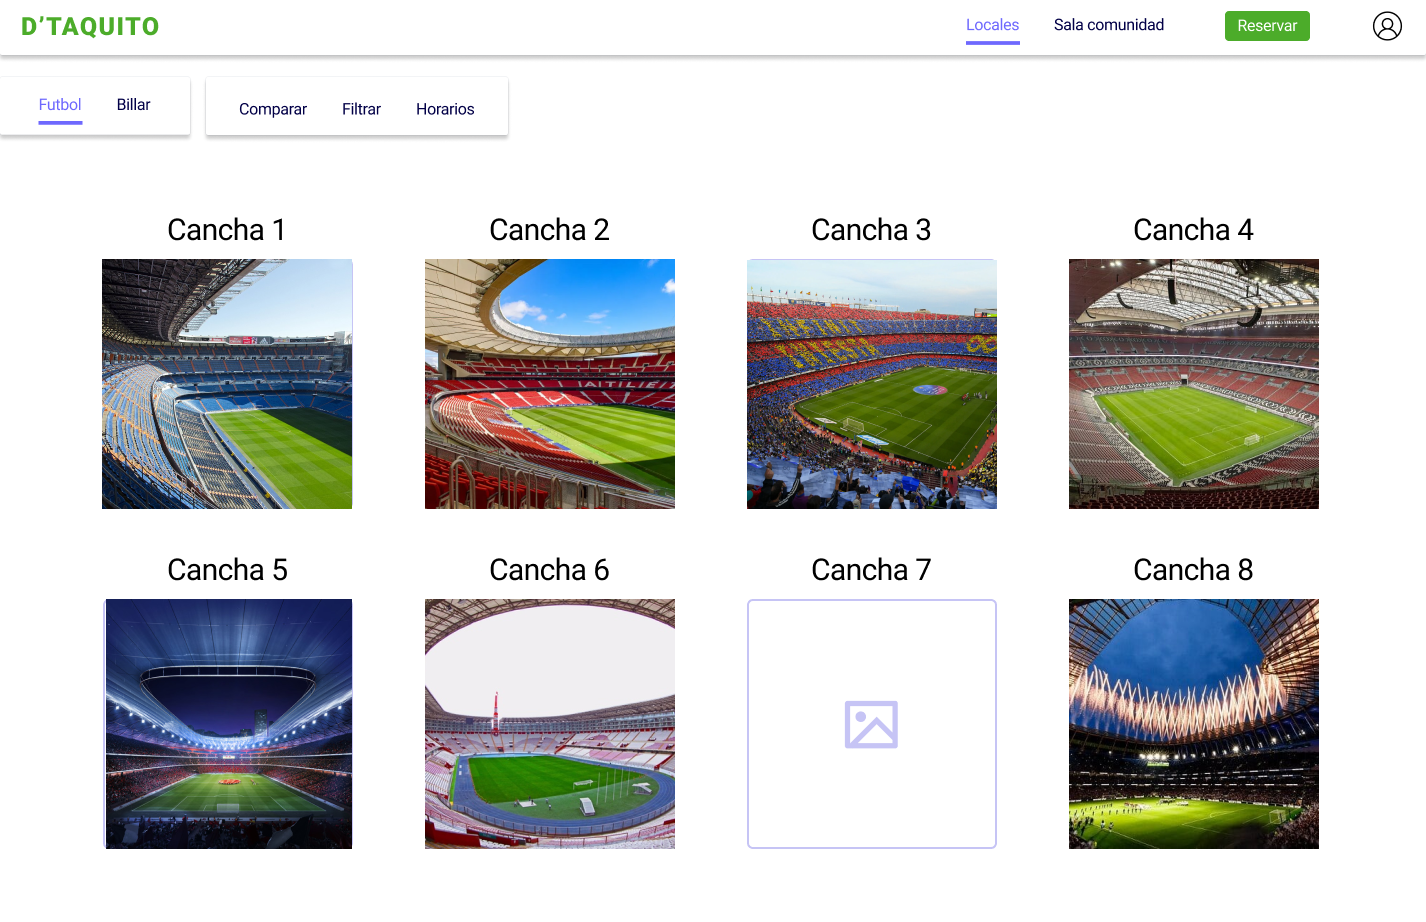 D'TAQUITO
Locales Sala comunidad Reservar
Futbol Billar
Comparar Filtrar Horarios
Cancha 1 Cancha 2 Cancha 3 Cancha 4
Cancha 5 Cancha 6 Cancha 7 Cancha 8